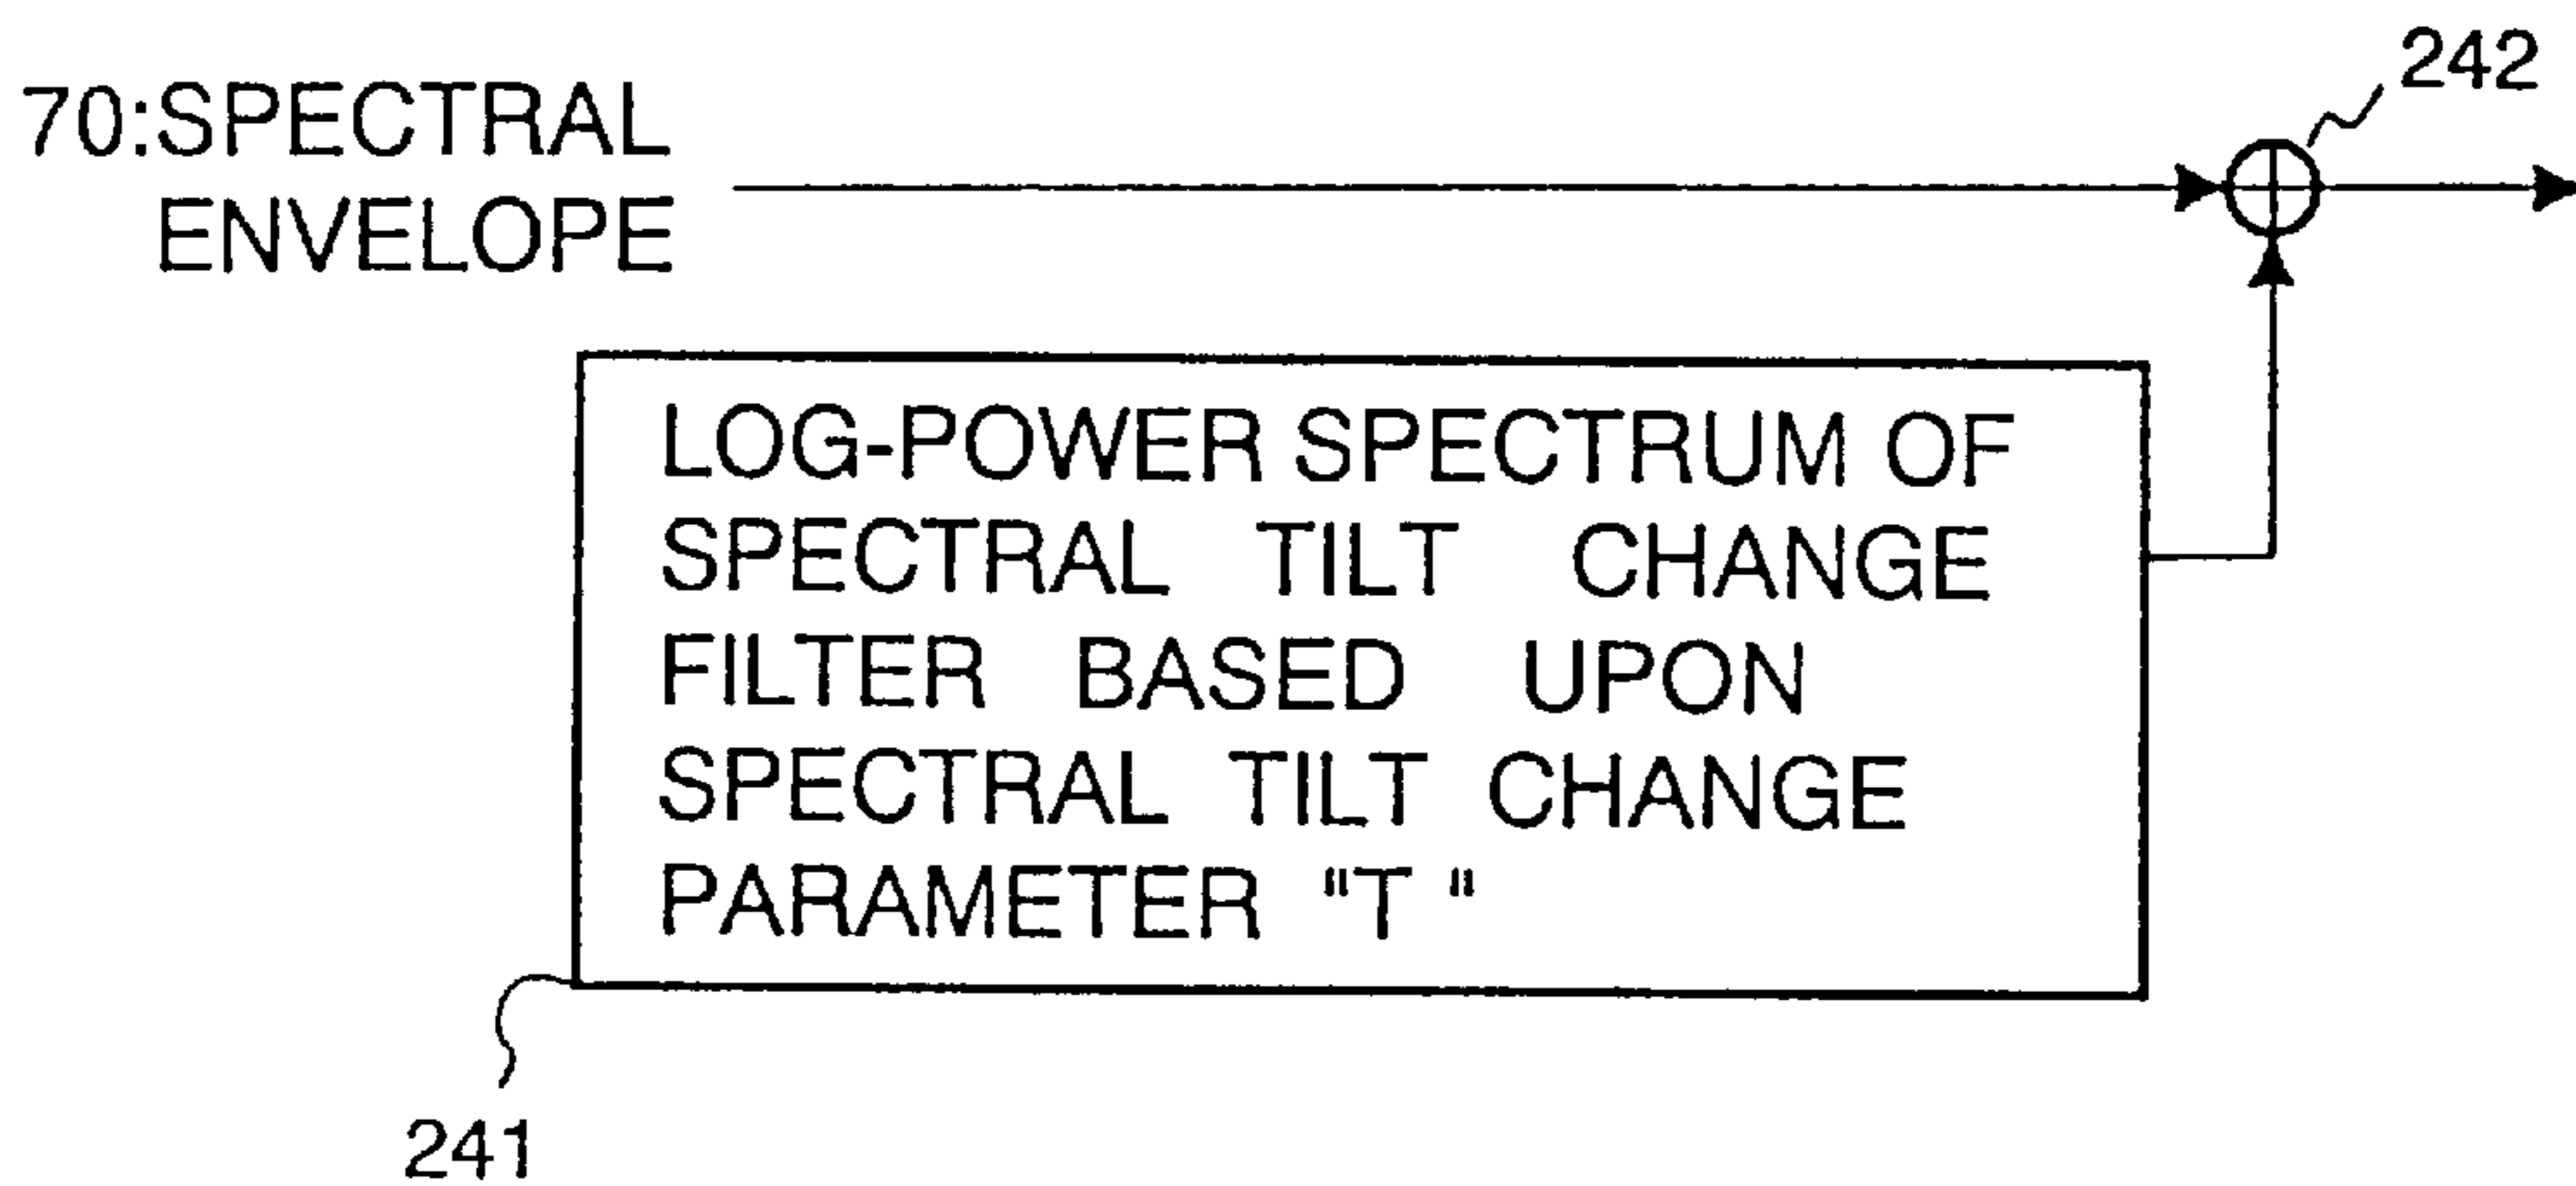 242
70:SPECTRAL
ENVELOPE
LOG-POWER SPECTRUM OF
SPECTRAL TILT CHANGE
FILTER BASED UPON
SPECTRAL TILT CHANGE
PARAMETER "T "
241